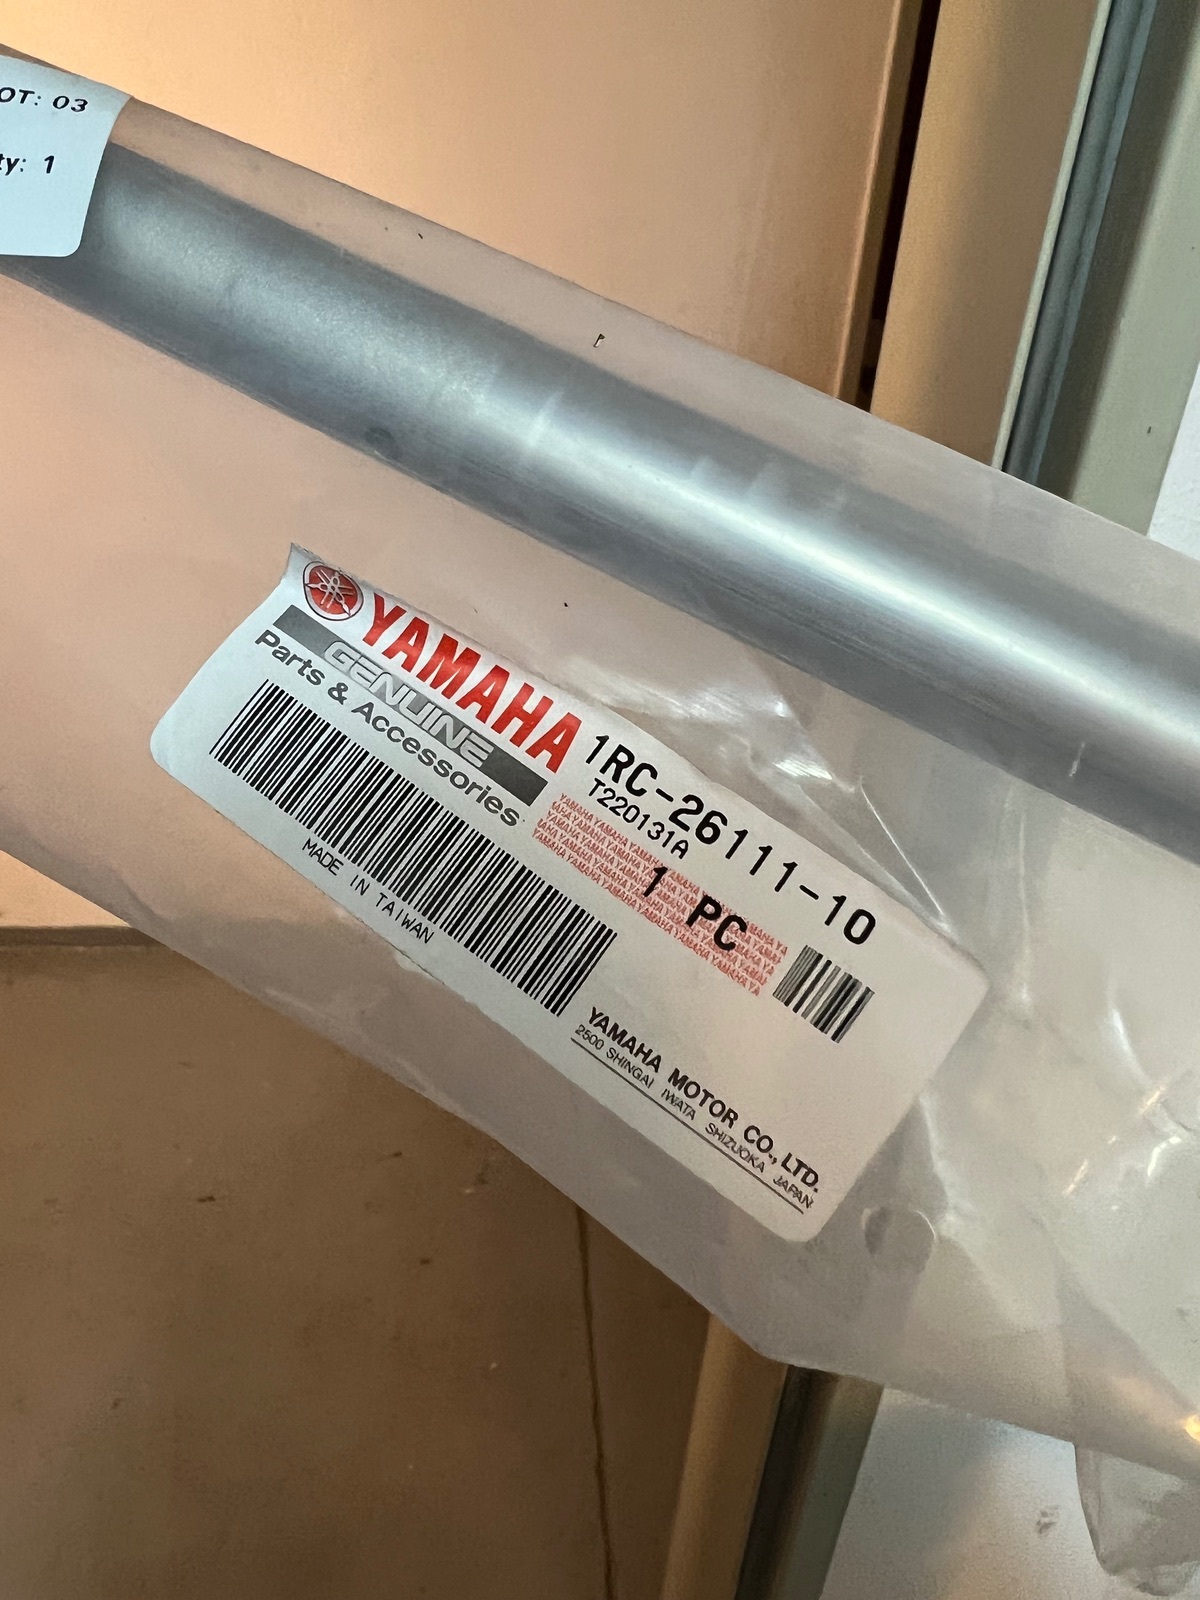 OT: 03
ty: 1
YAMAHA
GENUINE
Parts & Accessories
1RC-26111-10
T220131A
1 PC
MADE IN TAIWAN
YAMAHA MOTOR CO., LTD.
2500 SHINGAI IWATA SHIZUOKA JAPAN